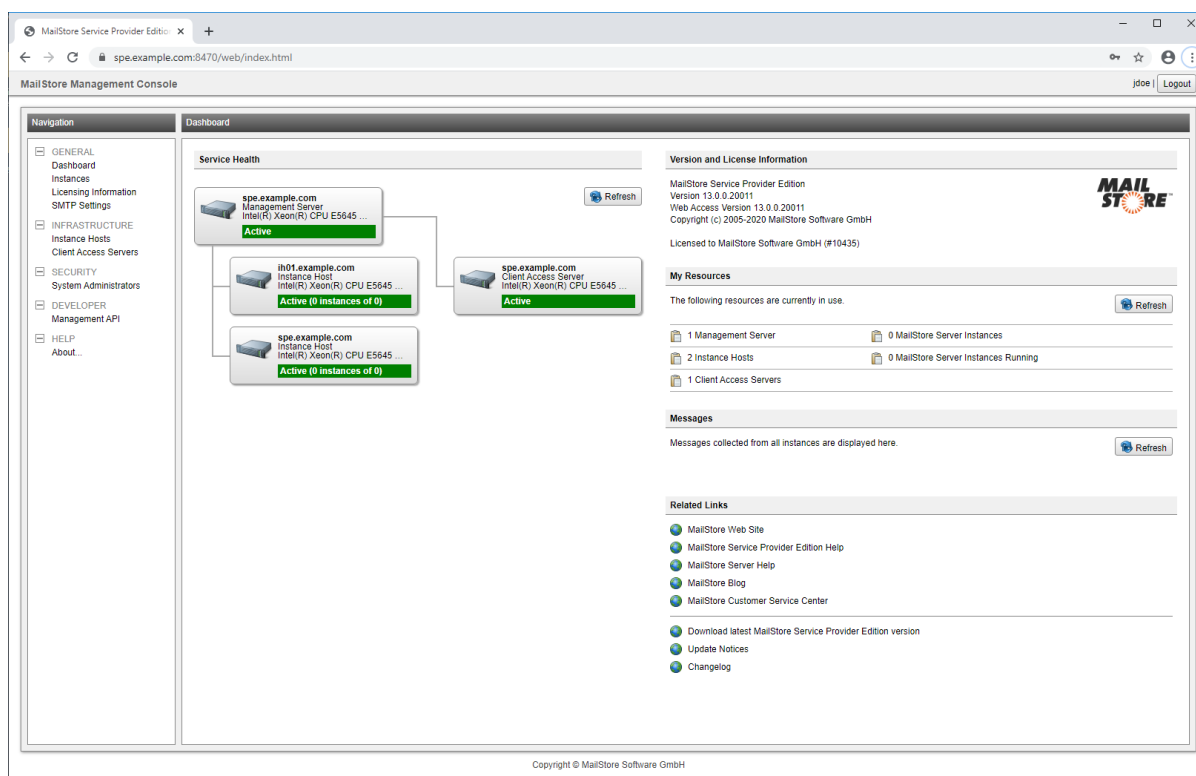 MailStore Service Provider Editio
spe.example.com:8470/web/index.html
MailStore Management Console
jdoe | Logout
Navigation
GENERAL
Dashboard
Instances
Licensing Information
SMTP Settings
INFRASTRUCTURE
Instance Hosts
Client Access Servers
SECURITY
System Administrators
DEVELOPER
Management API
HELP
About...
Dashboard
Service Health
Refresh
spe.example.com
Management Server
Intel(R) Xeon(R) CPU E5645 ...
Active
ih01.example.com
Instance Host
Intel(R) Xeon(R) CPU E5645 ...
Active (0 instances of 0)
spe.example.com
Client Access Server
Intel(R) Xeon(R) CPU E5645 ...
Active
spe.example.com
Instance Host
Intel(R) Xeon(R) CPU E5645 ...
Active (0 instances of 0)
Version and License Information
MailStore Service Provider Edition
Version 13.0.0.20011
Web Access Version 13.0.0.20011
Copyright (c) 2005-2020 MailStore Software GmbH
Licensed to MailStore Software GmbH (#10435)
MAIL
STORE
My Resources
The following resources are currently in use.
Refresh
1 Management Server
0 MailStore Server Instances
2 Instance Hosts
0 MailStore Server Instances Running
1 Client Access Servers
Messages
Messages collected from all instances are displayed here.
Refresh
Related Links
MailStore Web Site
MailStore Service Provider Edition Help
MailStore Server Help
MailStore Blog
MailStore Customer Service Center
Download latest MailStore Service Provider Edition version
Update Notices
Changelog
Copyright © MailStore Software GmbH